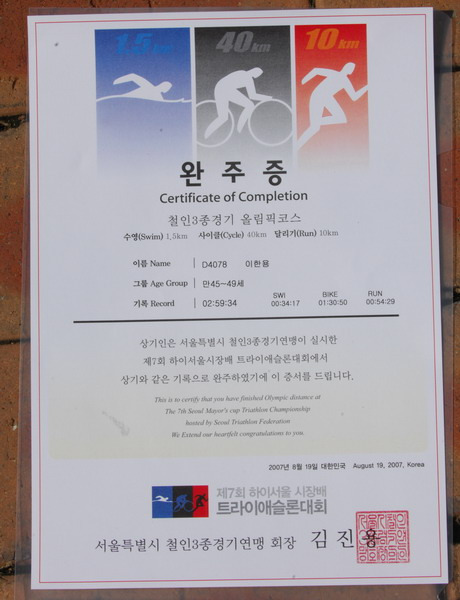 1.5km 40km 10km
완주증
Certificate of Completion
철인3종경기 올림픽코스
수영(Swim) 1.5km 사이클(Cycle) 40km 달리기(Run) 10km
이름 Name D4078 이한용
그룹 Age Group 만45~49세
SWI BIKE RUN
기록 Record 02:59:34 00:34:17 01:30:50 00:54:29
상기인은 서울특별시 철인3종경기연맹이 실시한
제7회 하이서울시장배 트라이애슬론대회에서
상기와 같은 기록으로 완주하였기에 이 증서를 드립니다.
This is to certify that you have finished Olympic distance at
The 7th Seoul Mayor's cup Triathlon Championship
hosted by Seoul Triathlon Federation
We Extend our heartfelt congratulations to you.
2007년 8월 19일 대한민국 August 19, 2007, Korea
제7회 하이서울 시장배
트라이애슬론대회
서울특별시 철인3종경기연맹 회장 김진용